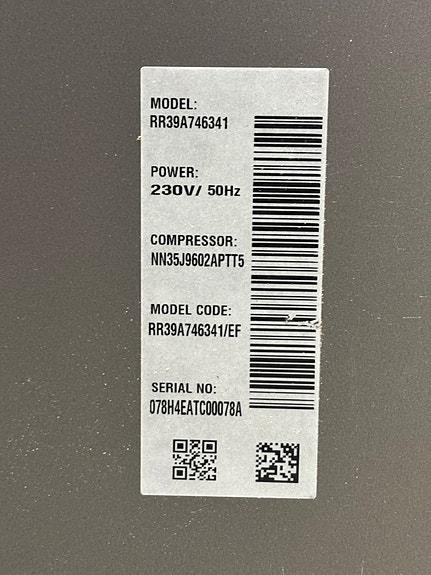 MODEL:
RR39A746341
POWER:
230V/ 50Hz
COMPRESSOR:
NN35J9602APTT5
MODEL CODE:
RR39A746341/EF
SERIAL NO:
078H4EATC00078A